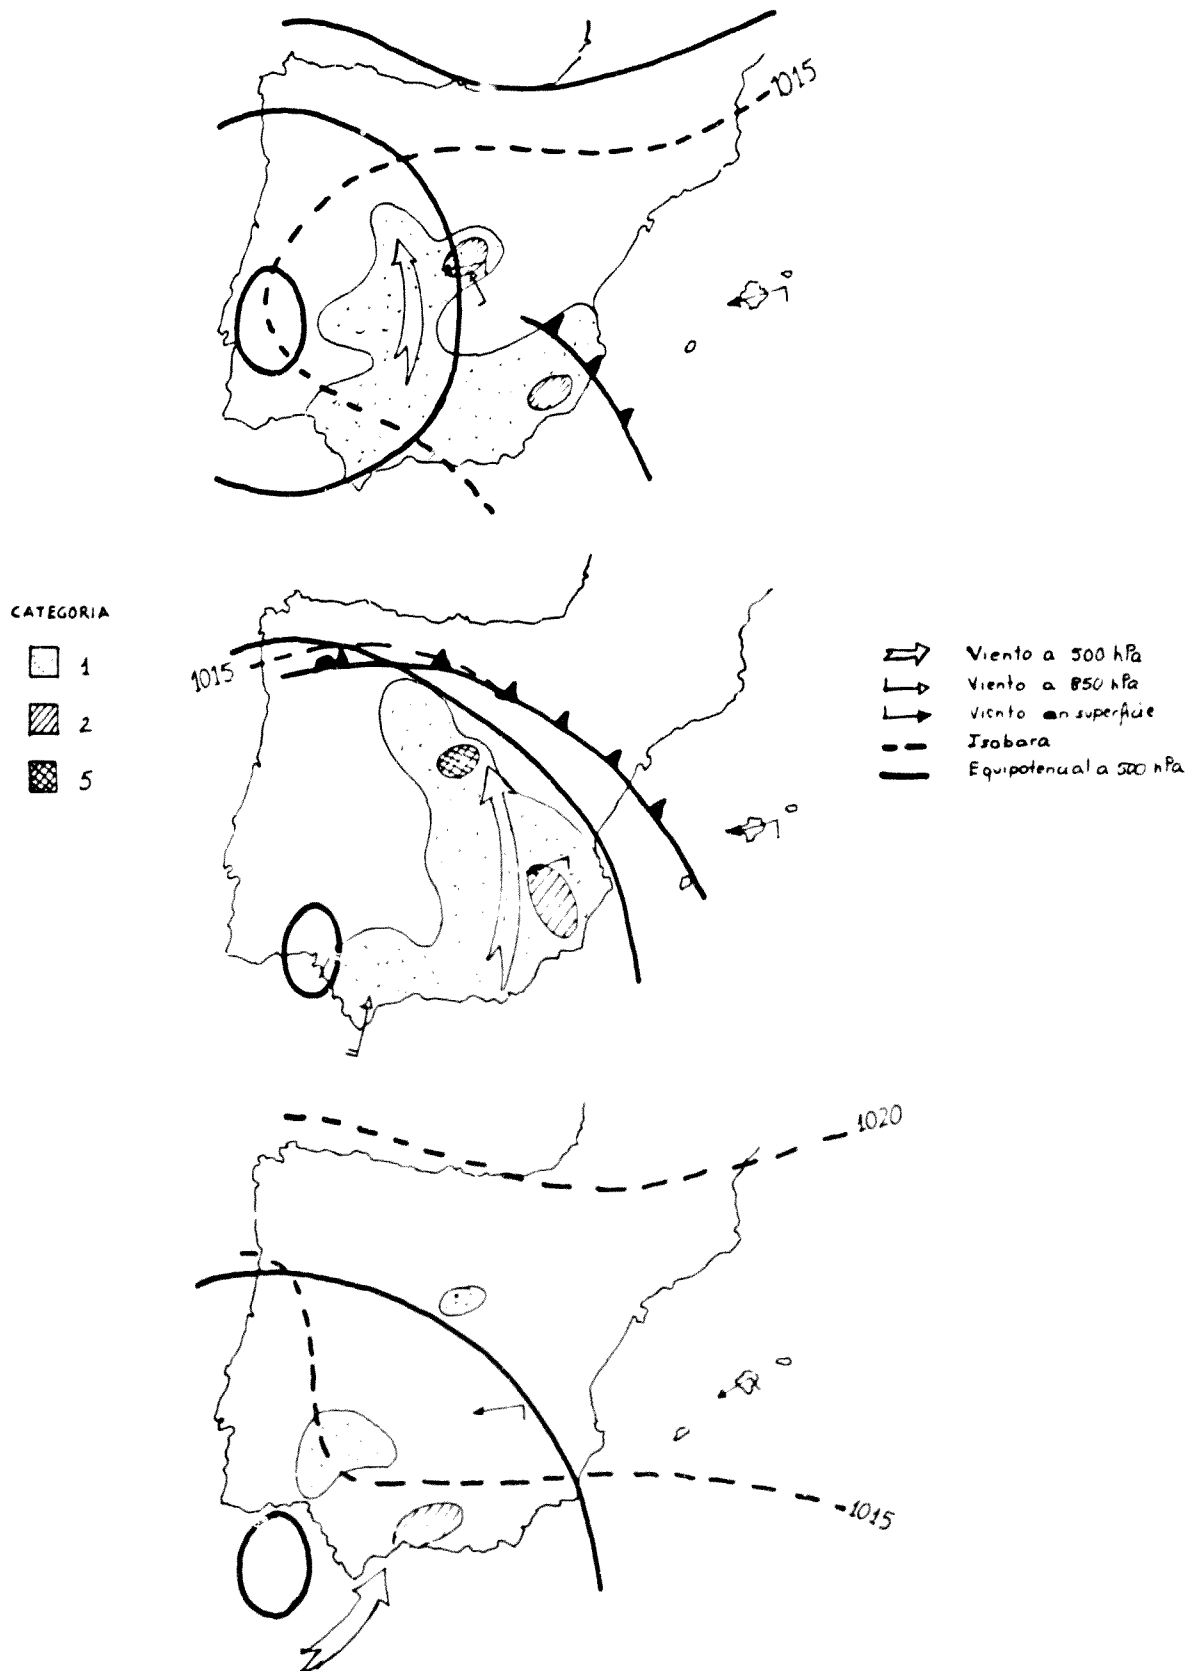 1015
CATEGORIA
1
2
5
1015
Viento a 500 hPa
Viento a 850 hPa
Viento en superficie
Isobara
Equipotencial a 500 hPa
1020
1015